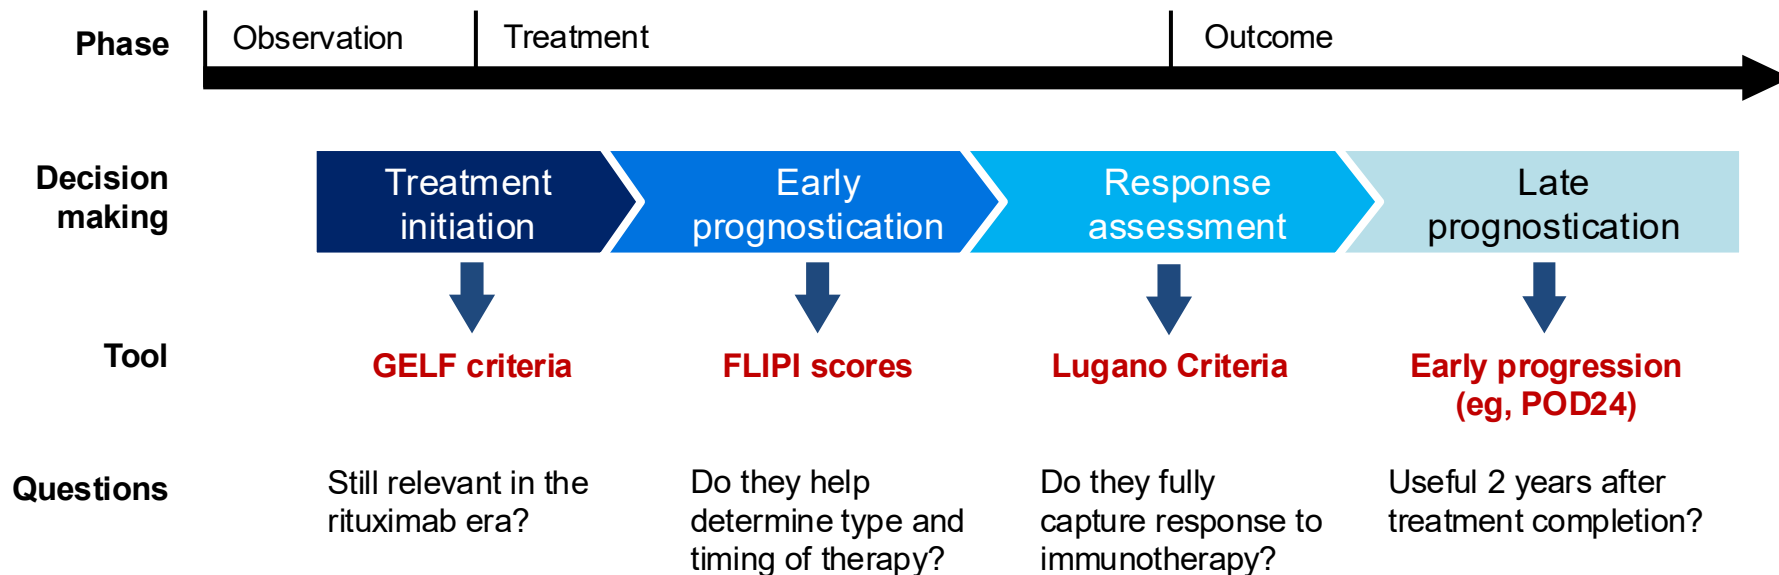 Phase
Observation
Treatment
Outcome
Decision
making
Treatment
initiation
Early
prognostication
Response
assessment
Late
prognostication
Tool
GELF criteria
FLIPI scores
Lugano Criteria
Early progression
(eg, POD24)
Questions
Still relevant in the
rituximab era?
Do they help
determine type and
timing of therapy?
Do they fully
capture response to
immunotherapy?
Useful 2 years after
treatment completion?